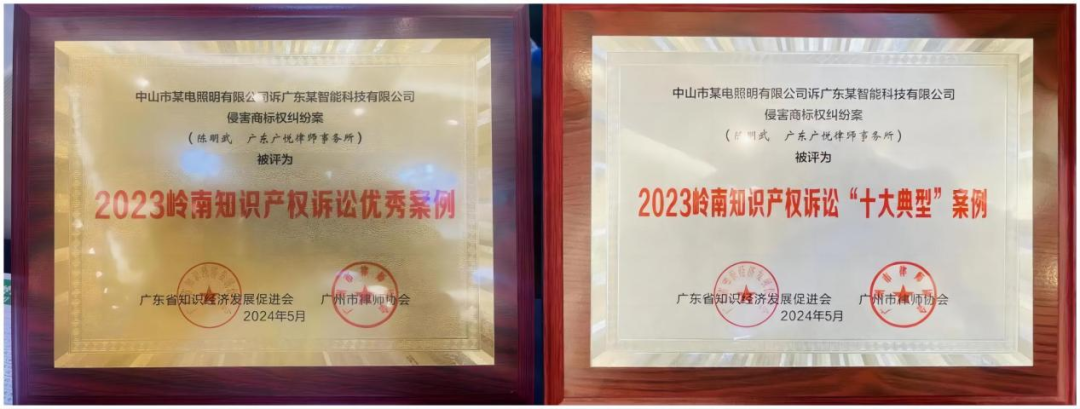 中山市某电照明有限公司诉广东某智能科技有限公司
侵害商标权纠纷案
（陈明武　广东广悦律师事务所）
被评为
2023岭南知识产权诉讼优秀案例
广东省知识经济发展促进会
广州市律师协会
2024年5月
中山市某电照明有限公司诉广东某智能科技有限公司
侵害商标权纠纷案
（陈明武　广东广悦律师事务所）
被评为
2023岭南知识产权诉讼“十大典型”案例
广东省知识经济发展促进会
广州市律师协会
2024年5月